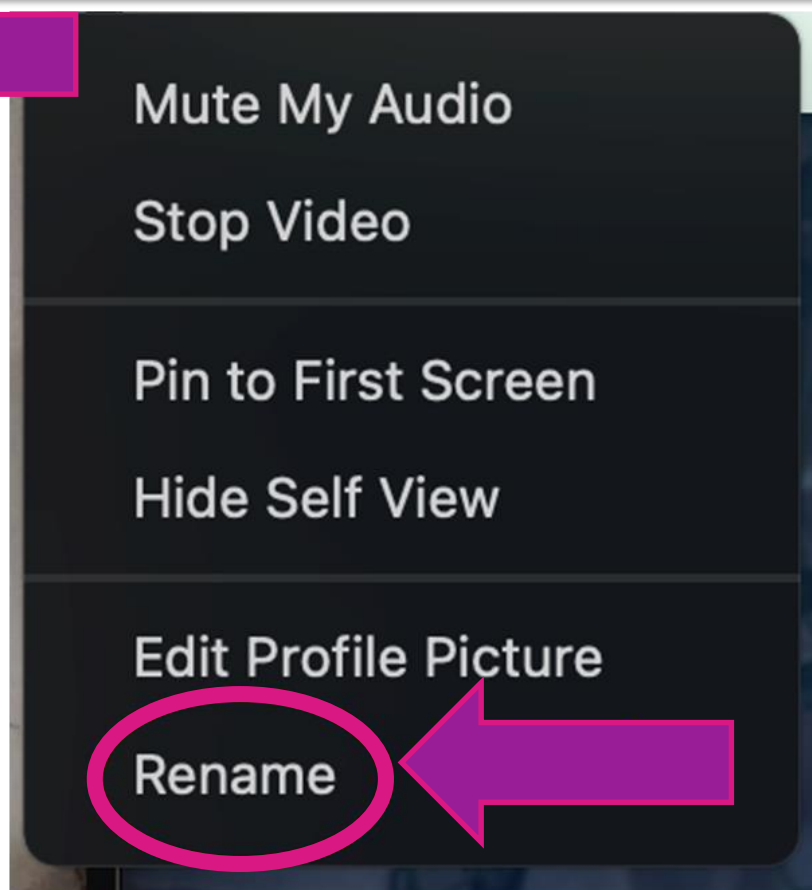 Mute My Audio
Stop Video
Pin to First Screen
Hide Self View
Edit Profile Picture
Rename